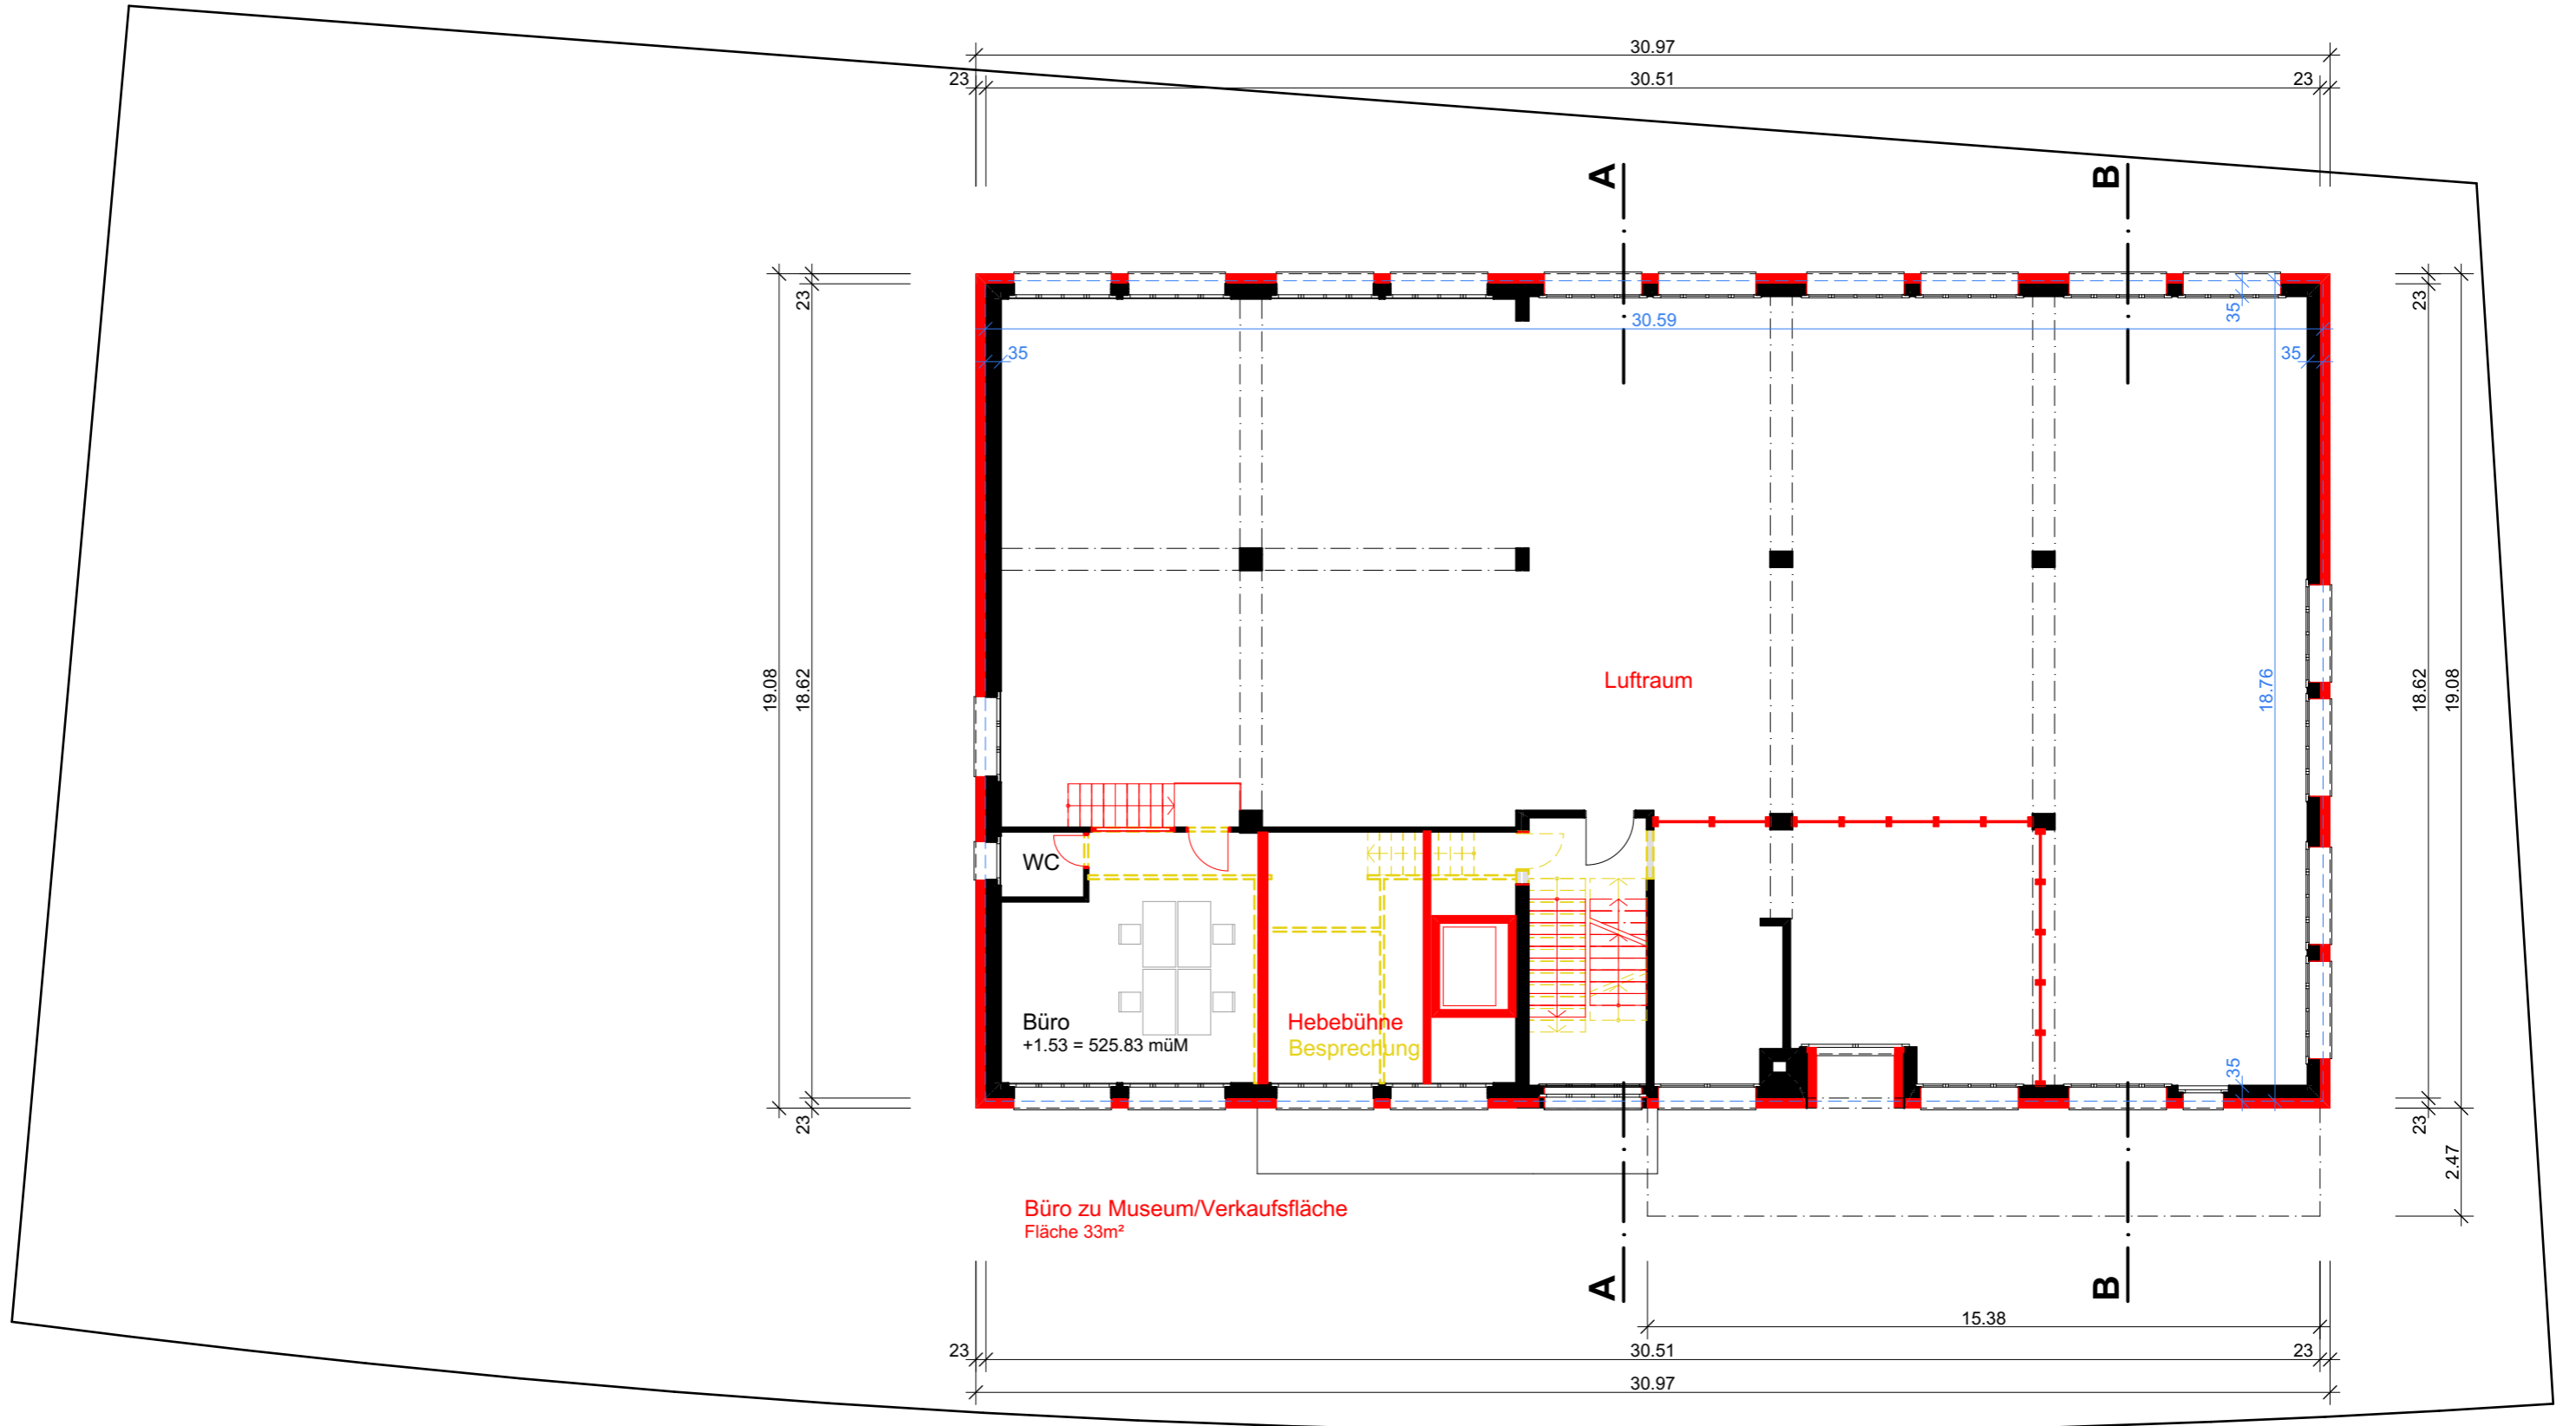 30.97
23
30.51
23
A
B
23
23
35
30.59
35
35
19.08
18.62
Luftraum
18.76
18.62
19.08
WC
Büro
+1.53 = 525.83 müM
Hebebühne
Besprechung
35
23
23
2.47
Büro zu Museum/Verkaufsfläche
Fläche 33m²
A
B
15.38
23
30.51
23
30.97